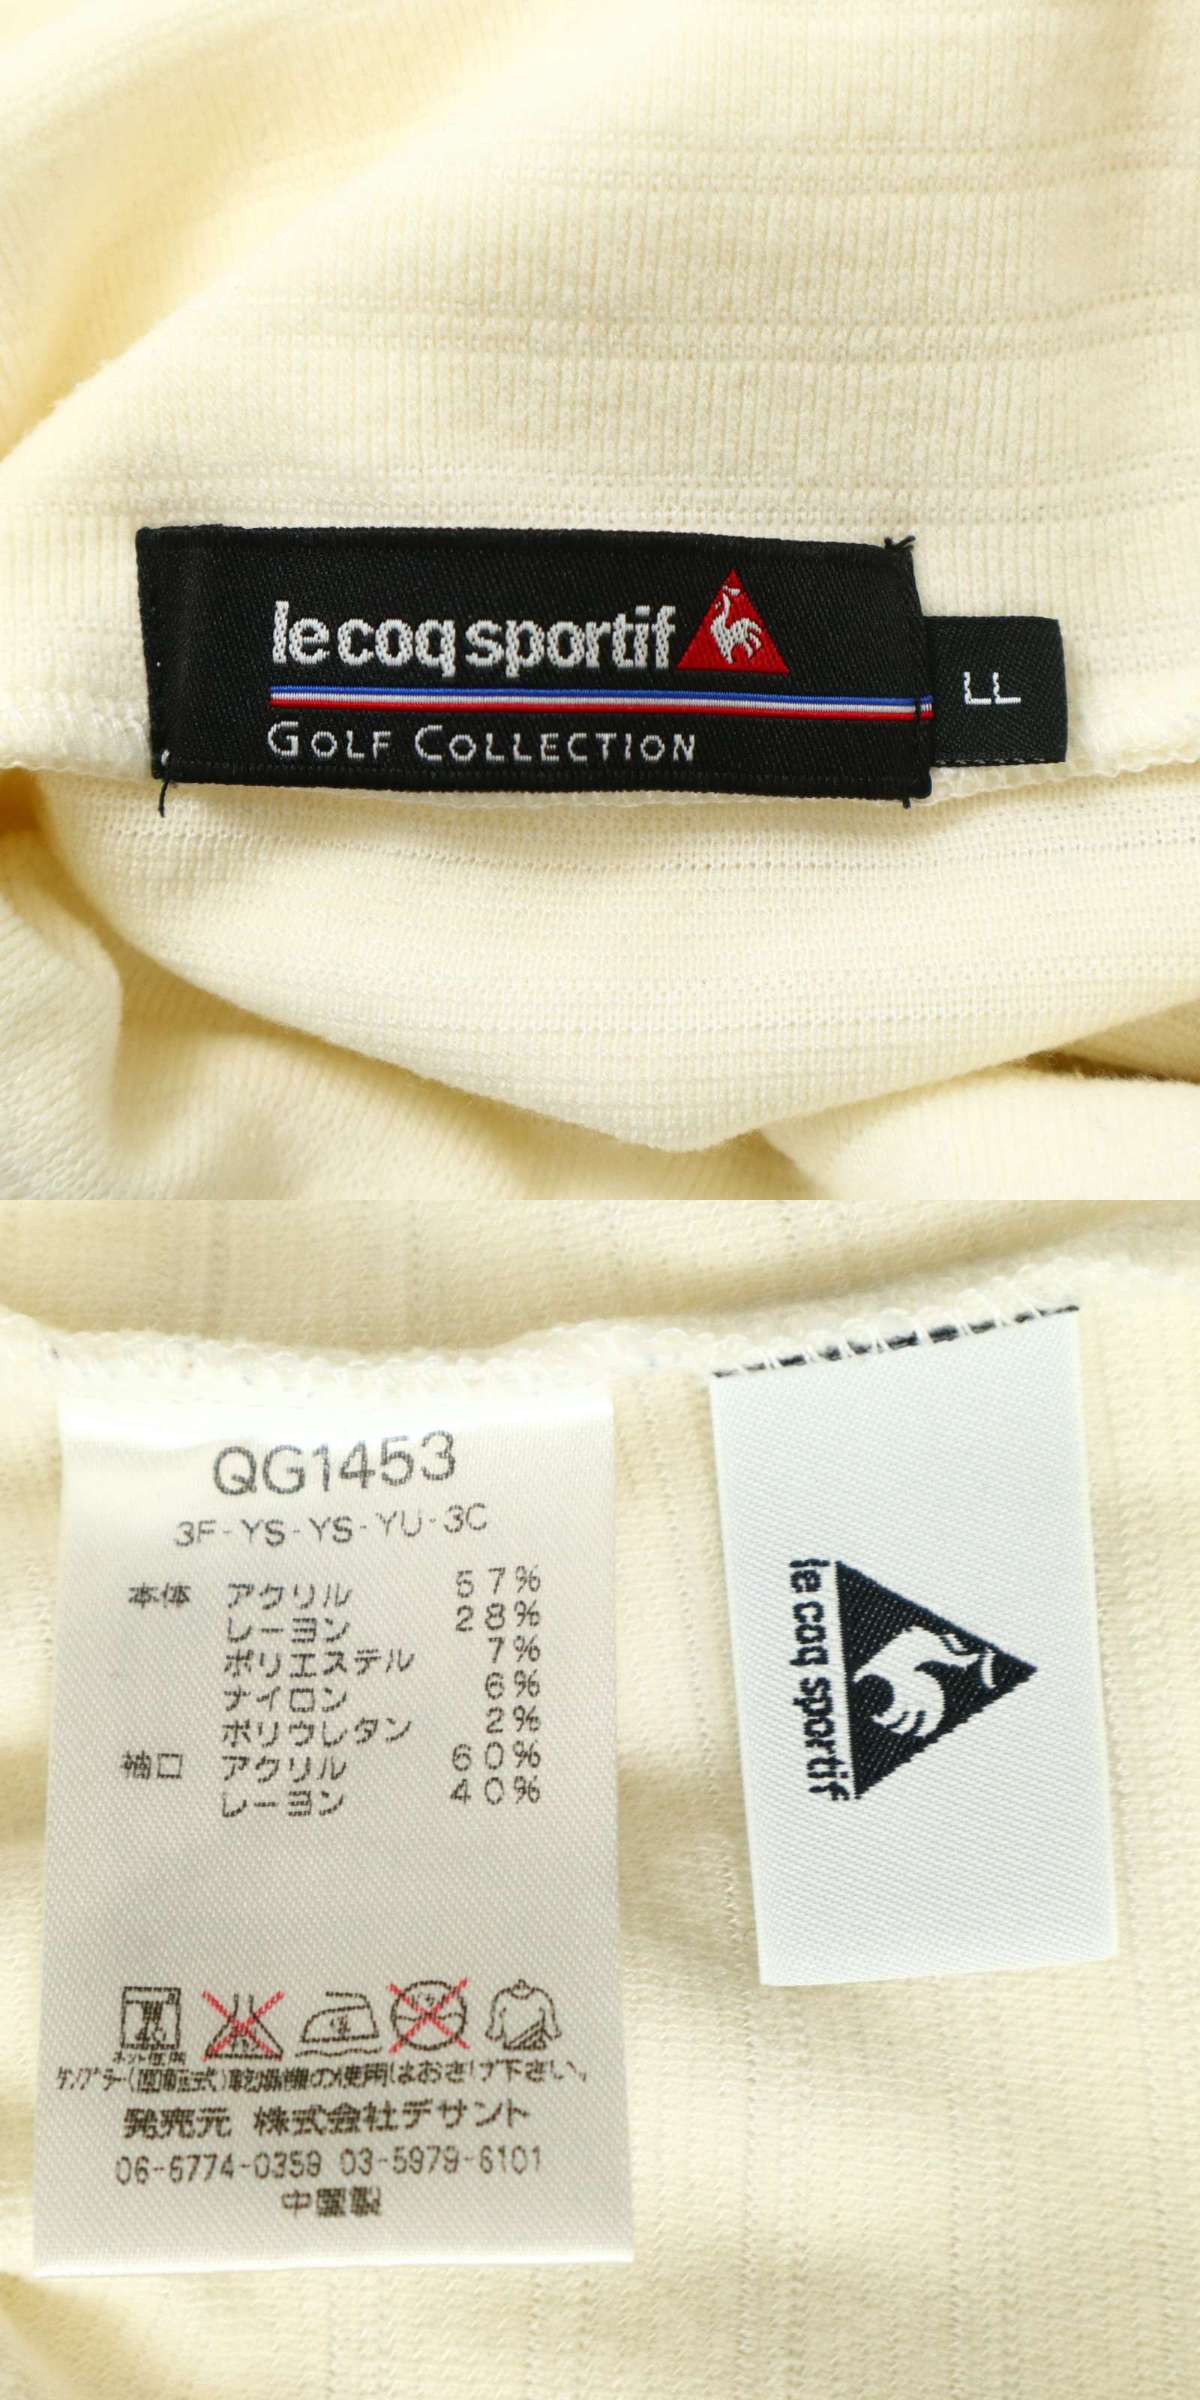 le coq sportif
LL
GOLF COLLECTION
QG1453
3F-YS-YS-YU-3C
本体 アクリル 57%
レーヨン 28%
ポリエステル 7%
ナイロン 6%
ポリウレタン 2%
袖口 アクリル 60%
レーヨン 40%
40
ネット使用
中
タンブラー(回転式)乾燥機の使用はおさけ下さい。
発売元 株式会社デサント
06-6774-0359 03-5979-6101
中国製
le coq sportif